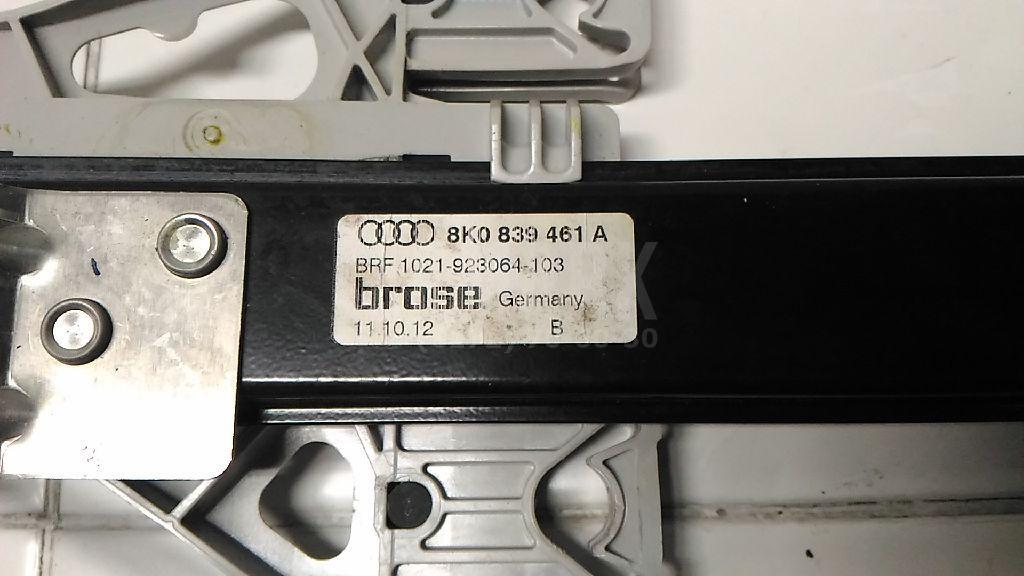 8K0 839 461 A
BRF 1021-923064-103
brose Germany
11.10.12 B